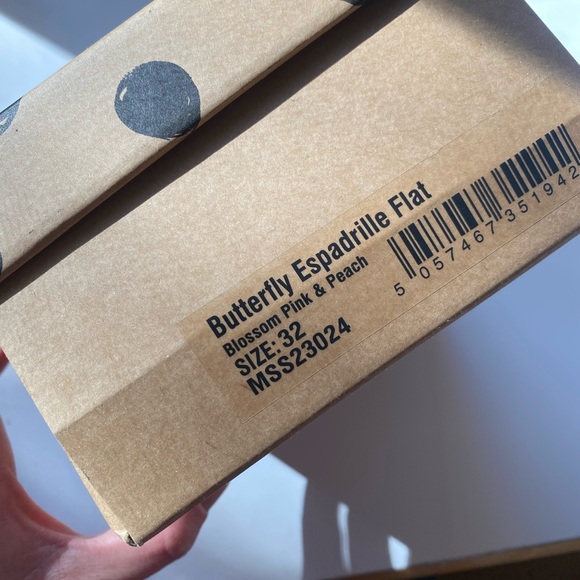 Butterfly Espadrille Flat
Blossom Pink & Peach
SIZE: 32
MSS23024
5 057467 351942